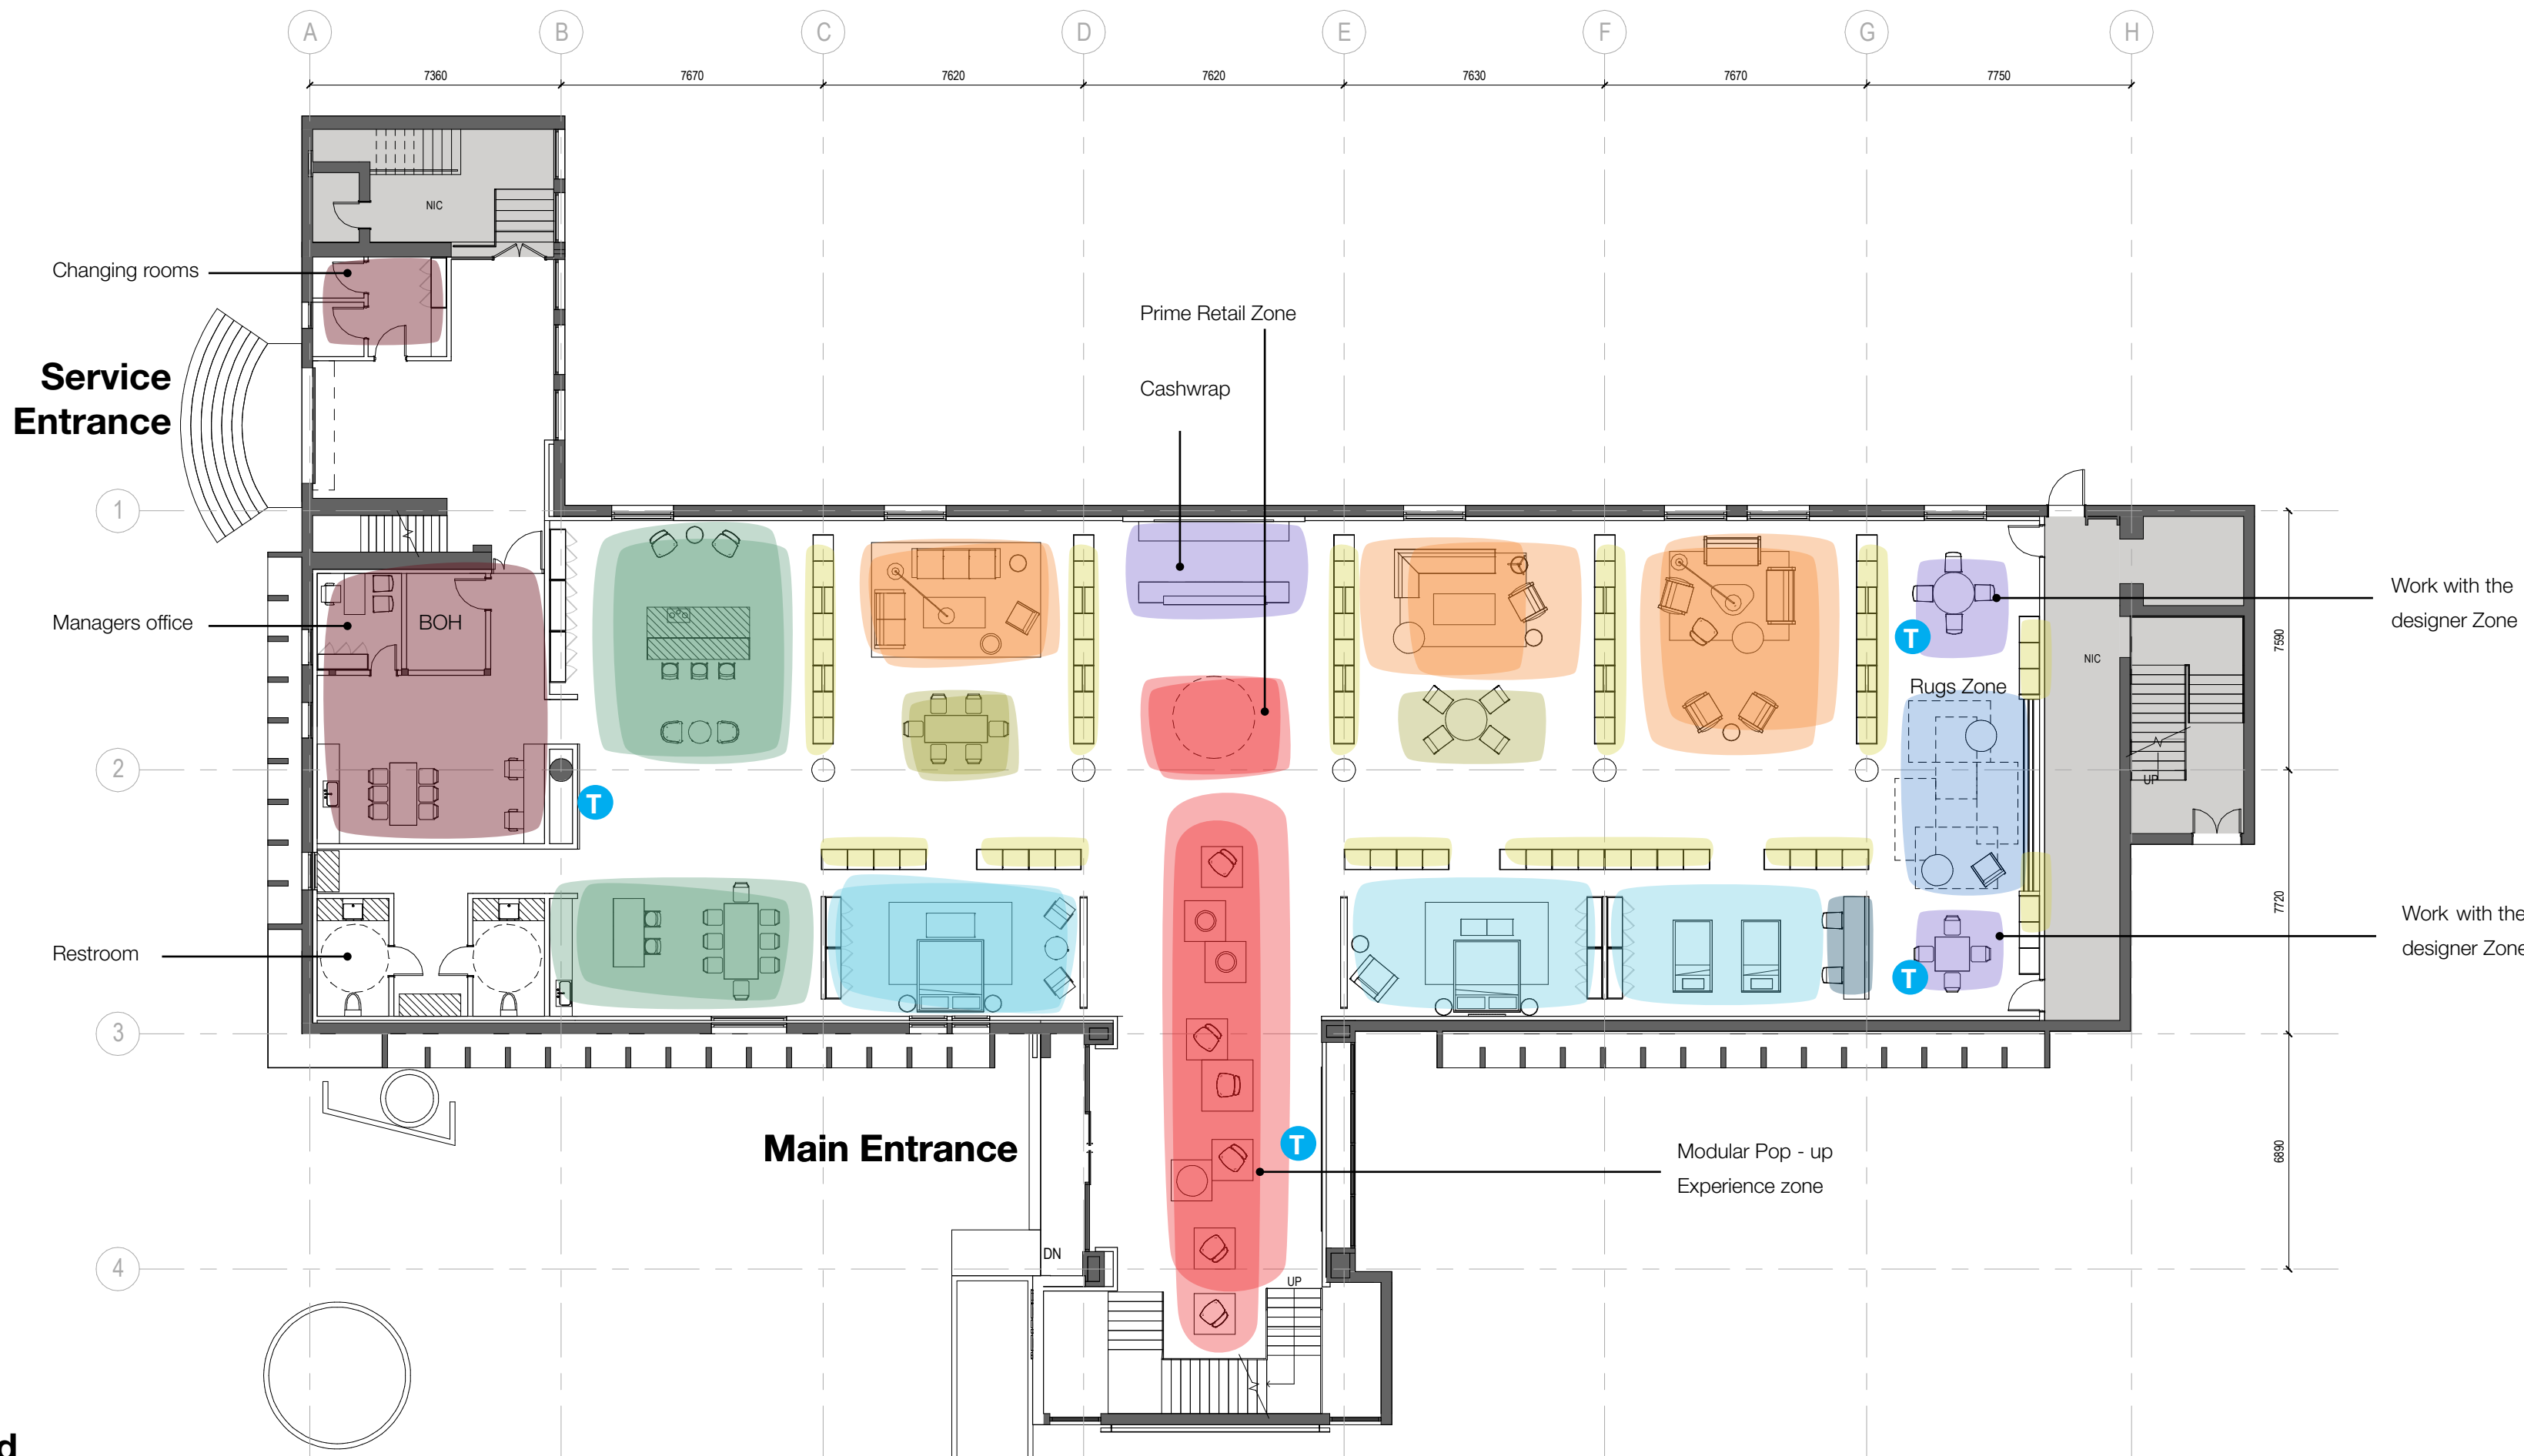 A B C D E F G H
7360 7670 7620 7620 7630 7670 7750
NIC
Changing rooms
Prime Retail Zone
Service
Entrance
Cashwrap
1
Managers office
BOH
Work with the
designer Zone
T
7590
NIC
Rugs Zone
2
T
UP
7720
Work with the
designer Zone
Restroom
T
3
Main Entrance
T
Modular Pop - up
Experience zone
6890
DN
4
UP
d